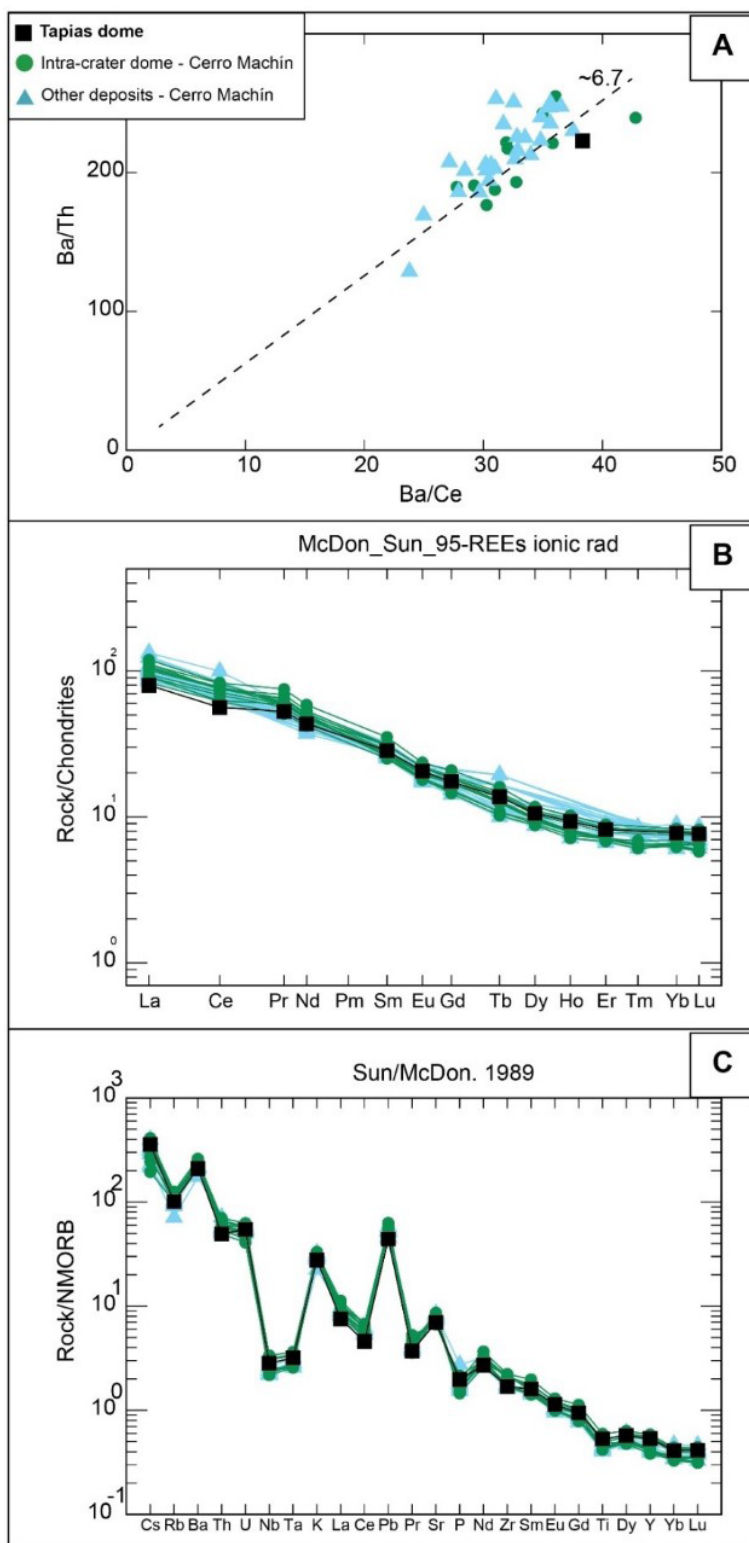 Tapias dome
Intra-crater dome - Cerro Machín
Other deposits - Cerro Machín
A
~6.7
200
100
0
Ba/Th
0 10 20 30 40 50
Ba/Ce
McDon_Sun_95-REEs ionic rad
B
10²
10¹
10⁰
Rock/Chondrites
La Ce Pr Nd Pm Sm Eu Gd Tb Dy Ho Er Tm Yb Lu
Sun/McDon. 1989
C
10³
10²
10¹
10⁰
10⁻¹
Rock/NMORB
Cs Rb Ba Th U Nb Ta K La Ce Pb Pr Sr P Nd Zr Sm Eu Gd Ti Dy Y Yb Lu